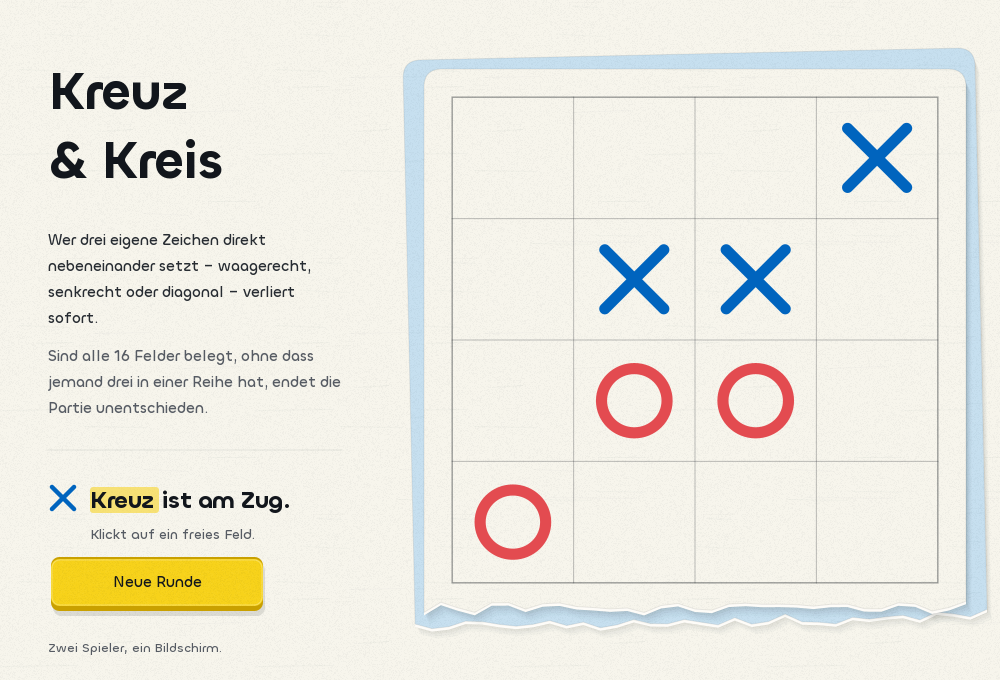 Kreuz
& Kreis
Wer drei eigene Zeichen direkt
nebeneinander setzt – waagerecht,
senkrecht oder diagonal – verliert
sofort.
Sind alle 16 Felder belegt, ohne dass
jemand drei in einer Reihe hat, endet die
Partie unentschieden.
Kreuz ist am Zug.
Klickt auf ein freies Feld.
Neue Runde
Zwei Spieler, ein Bildschirm.